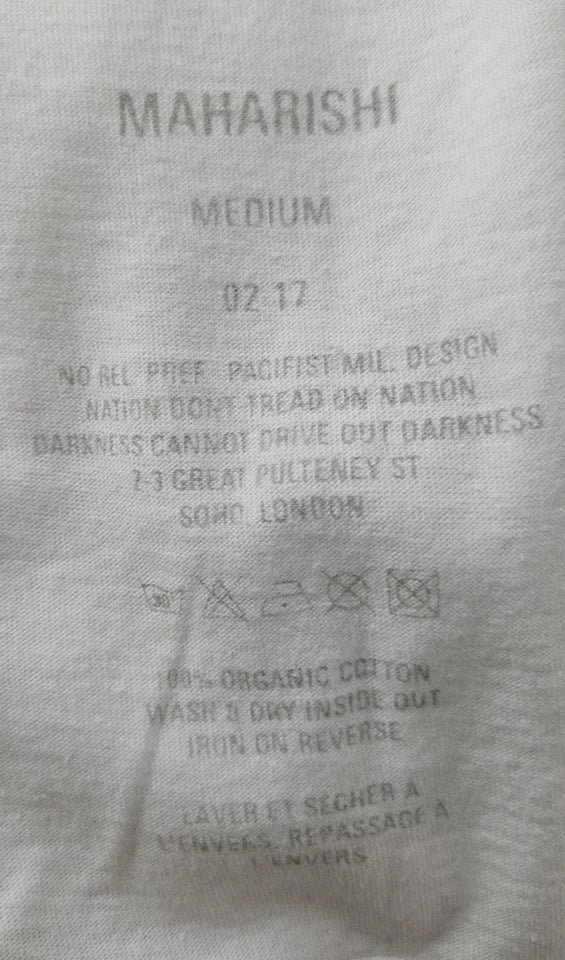 MAHARISHI
MEDIUM
02 17
NO REL PREF. PACIFIST MIL. DESIGN
NATION DONT TREAD ON NATION
DARKNESS CANNOT DRIVE OUT DARKNESS
2-3 GREAT PULTENEY ST
SOHO. LONDON
30
100% ORGANIC COTTON
WASH & DRY INSIDE OUT
IRON ON REVERSE
LAVER ET SECHER A
L'ENVERS. REPASSAGE A
L'ENVERS